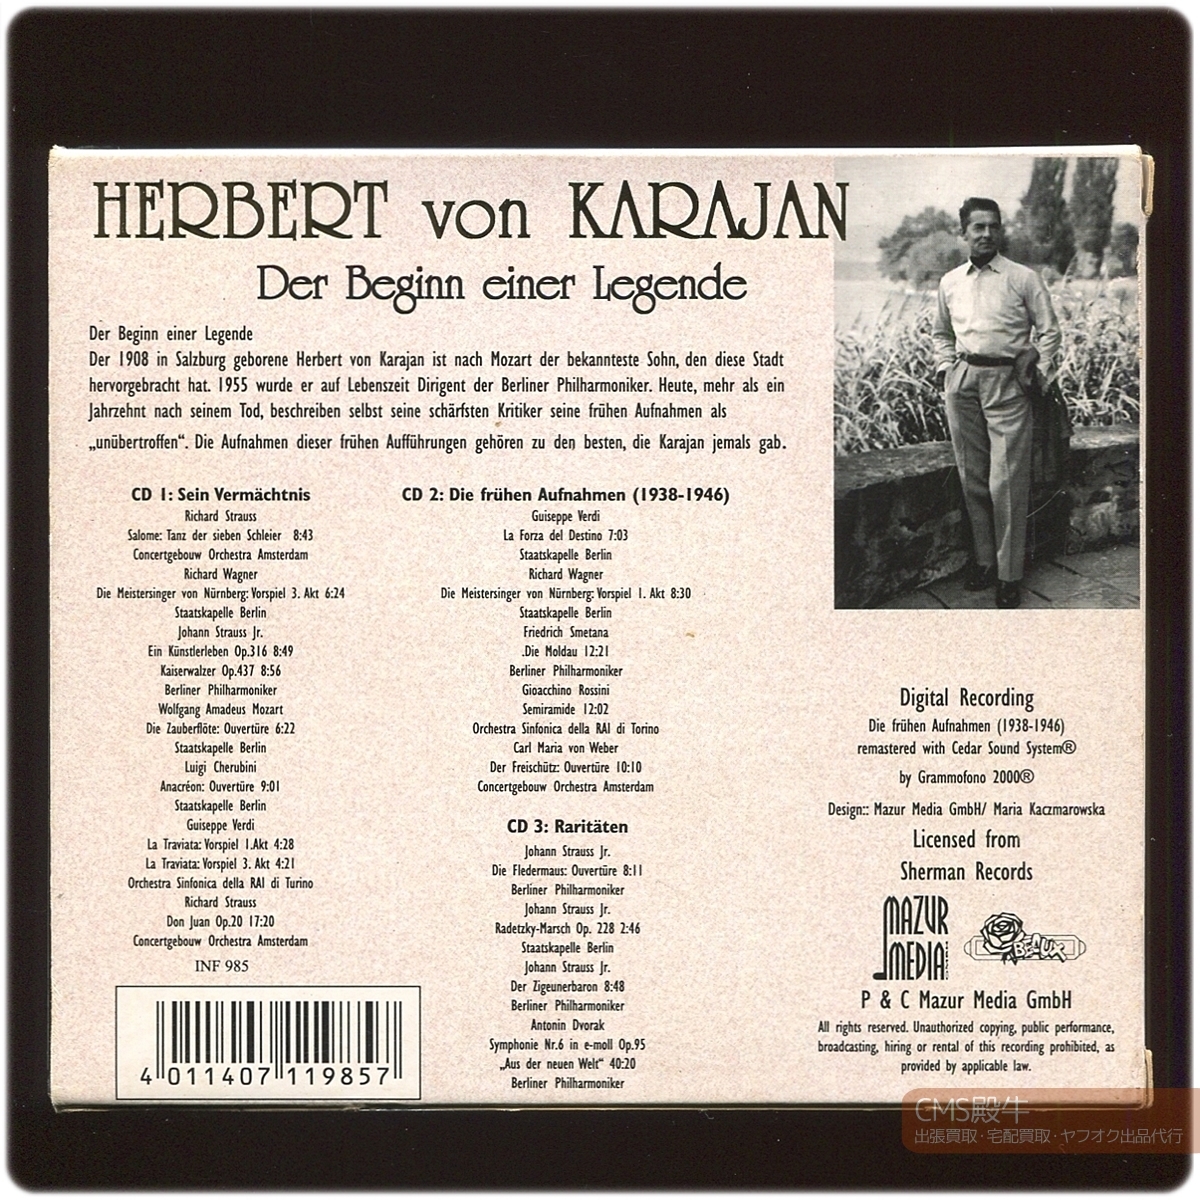 HERBERT von KARAJAN
Der Beginn einer Legende
Der Beginn einer Legende
Der 1908 in Salzburg geborene Herbert von Karajan ist nach Mozart der bekannteste Sohn, den diese Stadt
hervorgebracht hat. 1955 wurde er auf Lebenszeit Dirigent der Berliner Philharmoniker. Heute, mehr als ein
Jahrzehnt nach seinem Tod, beschreiben selbst seine schärfsten Kritiker seine frühen Aufnahmen als
„unübertroffen“. Die Aufnahmen dieser frühen Aufführungen gehören zu den besten, die Karajan jemals gab.
CD 1: Sein Vermächtnis
Richard Strauss
Salome: Tanz der sieben Schleier 8:43
Concertgebouw Orchestra Amsterdam
Richard Wagner
Die Meistersinger von Nürnberg: Vorspiel 3. Akt 6:24
Staatskapelle Berlin
Johann Strauss Jr.
Ein Künstlerleben Op.316 8:49
Kaiserwalzer Op.437 8:56
Berliner Philharmoniker
Wolfgang Amadeus Mozart
Die Zauberflöte: Ouvertüre 6:22
Staatskapelle Berlin
Luigi Cherubini
Anacréon: Ouvertüre 9:01
Staatskapelle Berlin
Guiseppe Verdi
La Traviata: Vorspiel 1.Akt 4:28
La Traviata: Vorspiel 3. Akt 4:21
Orchestra Sinfonica della RAI di Turino
Richard Strauss
Don Juan Op.20 17:20
Concertgebouw Orchestra Amsterdam
INF 985
4 011407 119857
CD 2: Die frühen Aufnahmen (1938-1946)
Guiseppe Verdi
La Forza del Destino 7:03
Staatskapelle Berlin
Richard Wagner
Die Meistersinger von Nürnberg: Vorspiel 1. Akt 8:30
Staatskapelle Berlin
Friedrich Smetana
.Die Moldau 12:21
Berliner Philharmoniker
Gioacchino Rossini
Semiramide 12:02
Orchestra Sinfonica della RAI di Torino
Carl Maria von Weber
Der Freischütz: Ouvertüre 10:10
Concertgebouw Orchestra Amsterdam
CD 3: Raritäten
Johann Strauss Jr.
Die Fledermaus: Ouvertüre 8:11
Berliner Philharmoniker
Johann Strauss Jr.
Radetzky-Marsch Op. 228 2:46
Staatskapelle Berlin
Johann Strauss Jr.
Der Zigeunerbaron 8:48
Berliner Philharmoniker
Antonin Dvorak
Symphonie Nr.6 in e-moll Op.95
„Aus der neuen Welt“ 40:20
Berliner Philharmoniker
Digital Recording
Die frühen Aufnahmen (1938-1946)
remastered with Cedar Sound System®
by Grammofono 2000®
Design:: Mazur Media GmbH/ Maria Kaczmarowska
Licensed from
Sherman Records
MAZUR
MEDIA GMBH
BEAUX
P & C Mazur Media GmbH
All rights reserved. Unauthorized copying, public performance,
broadcasting, hiring or rental of this recording prohibited, as
provided by applicable law.
CMS殿牛
出張買取・宅配買取・ヤフオク出品代行